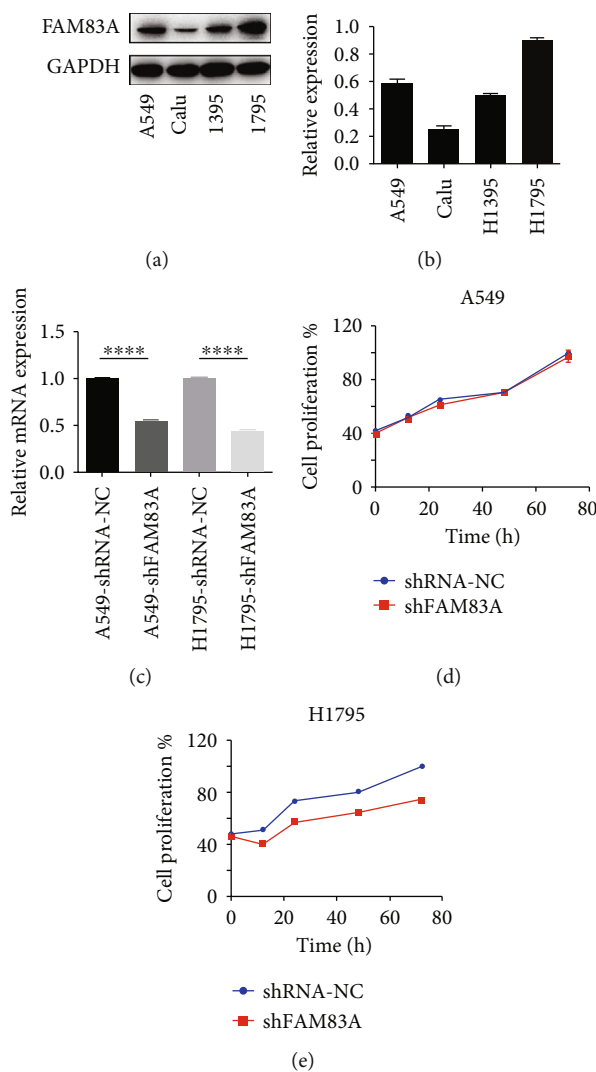 FAM83A
GAPDH
A549
Calu
1395
1795
(a)
Relative expression
1.0
0.8
0.6
0.4
0.2
0.0
A549
Calu
H1395
H1795
(b)
Relative mRNA expression
1.5
1.0
0.5
0.0
****
****
A549-shRNA-NC
A549-shFAM83A
H1795-shRNA-NC
H1795-shFAM83A
(c)
A549
Cell proliferation %
120
80
40
0
0 20 40 60 80
Time (h)
shRNA-NC
shFAM83A
(d)
H1795
Cell proliferation %
120
80
40
0
0 20 40 60 80
Time (h)
shRNA-NC
shFAM83A
(e)